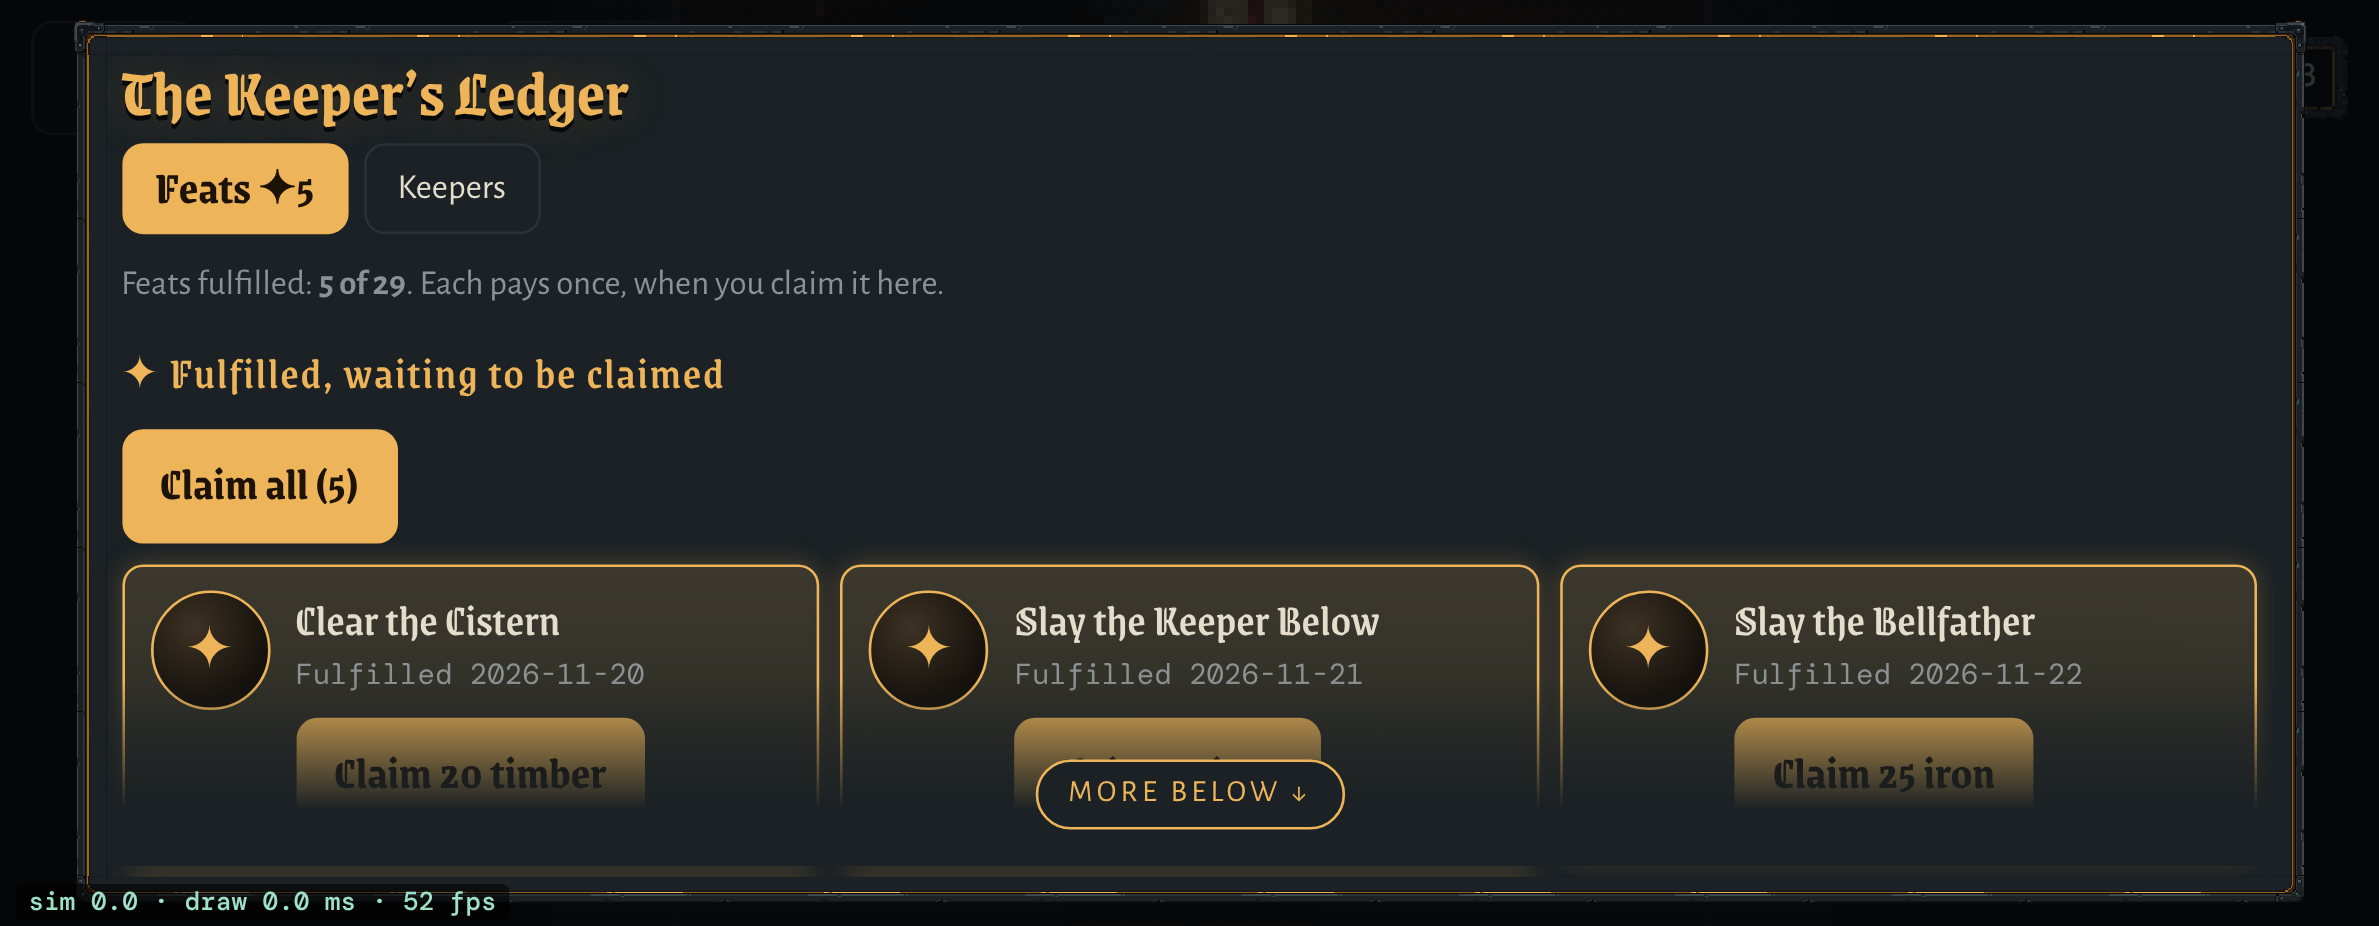 The Keeper's Ledger
Feats ✦5
Keepers
Feats fulfilled: 5 of 29. Each pays once, when you claim it here.
✦ Fulfilled, waiting to be claimed
Claim all (5)
Clear the Cistern
Fulfilled 2026-11-20
Claim 20 timber
Slay the Keeper Below
Fulfilled 2026-11-21
Slay the Bellfather
Fulfilled 2026-11-22
Claim 25 iron
MORE BELOW ↓
sim 0.0 · draw 0.0 ms · 52 fps